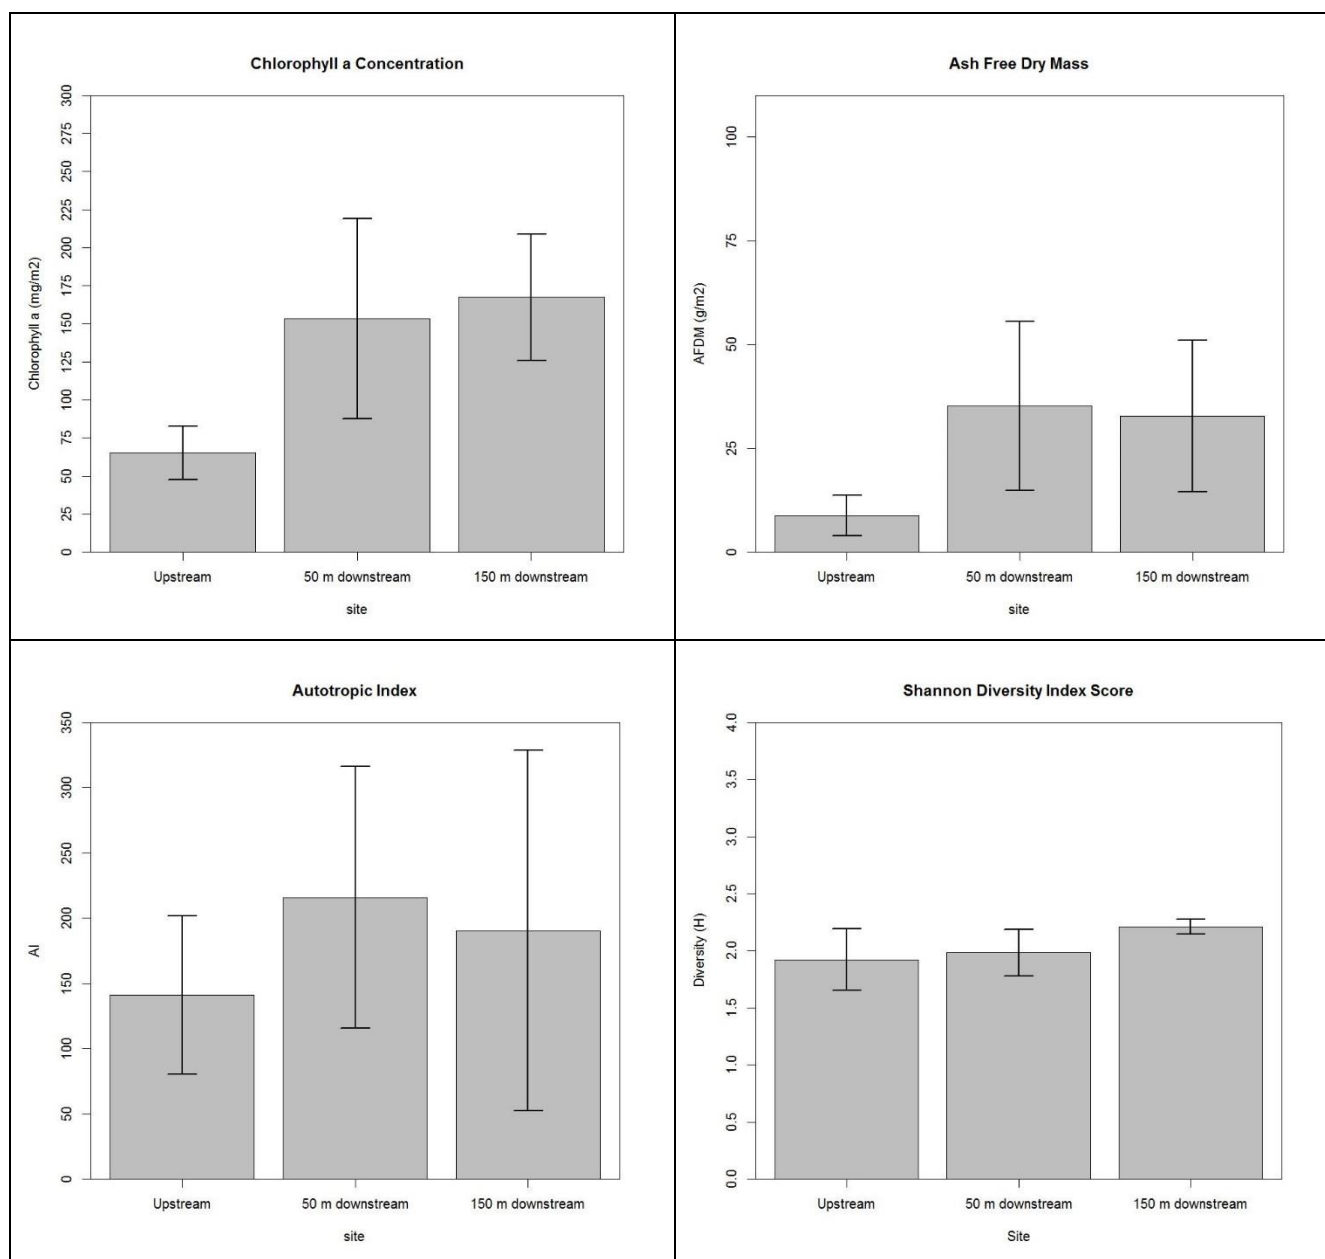 Chlorophyll a Concentration
Chlorophyll a (mg/m2)
300
275
250
225
200
175
150
125
100
75
50
25
0
Upstream 50 m downstream 150 m downstream
site
Ash Free Dry Mass
AFDM (g/m2)
100
75
50
25
0
Upstream 50 m downstream 150 m downstream
site
Autotropic Index
AI
350
300
250
200
150
100
50
0
Upstream 50 m downstream 150 m downstream
site
Shannon Diversity Index Score
Diversity (H)
4.0
3.5
3.0
2.5
2.0
1.5
1.0
0.5
0.0
Upstream 50 m downstream 150 m downstream
Site